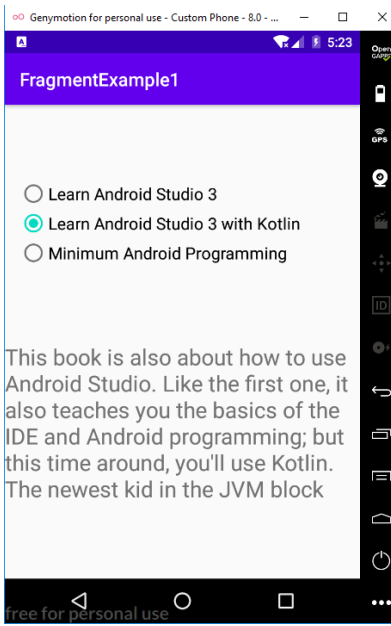 Genymotion for personal use - Custom Phone - 8.0 - ...
A
5:23
Open
GAPPS
FragmentExample1
GPS
Learn Android Studio 3
Learn Android Studio 3 with Kotlin
Minimum Android Programming
ID
This book is also about how to use
Android Studio. Like the first one, it
also teaches you the basics of the
IDE and Android programming; but
this time around, you'll use Kotlin.
The newest kid in the JVM block
free for personal use